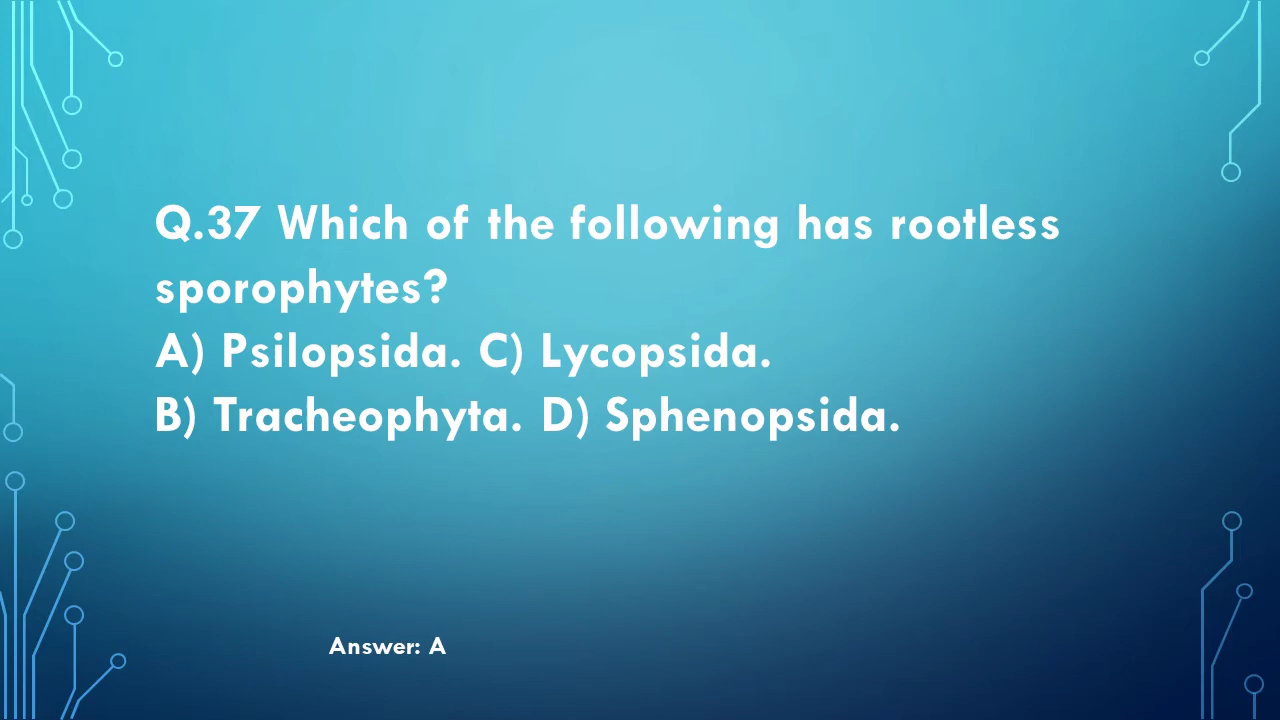 Q.37 Which of the following has rootless
sporophytes?
A) Psilopsida. C) Lycopsida.
B) Tracheophyta. D) Sphenopsida.
Answer: A